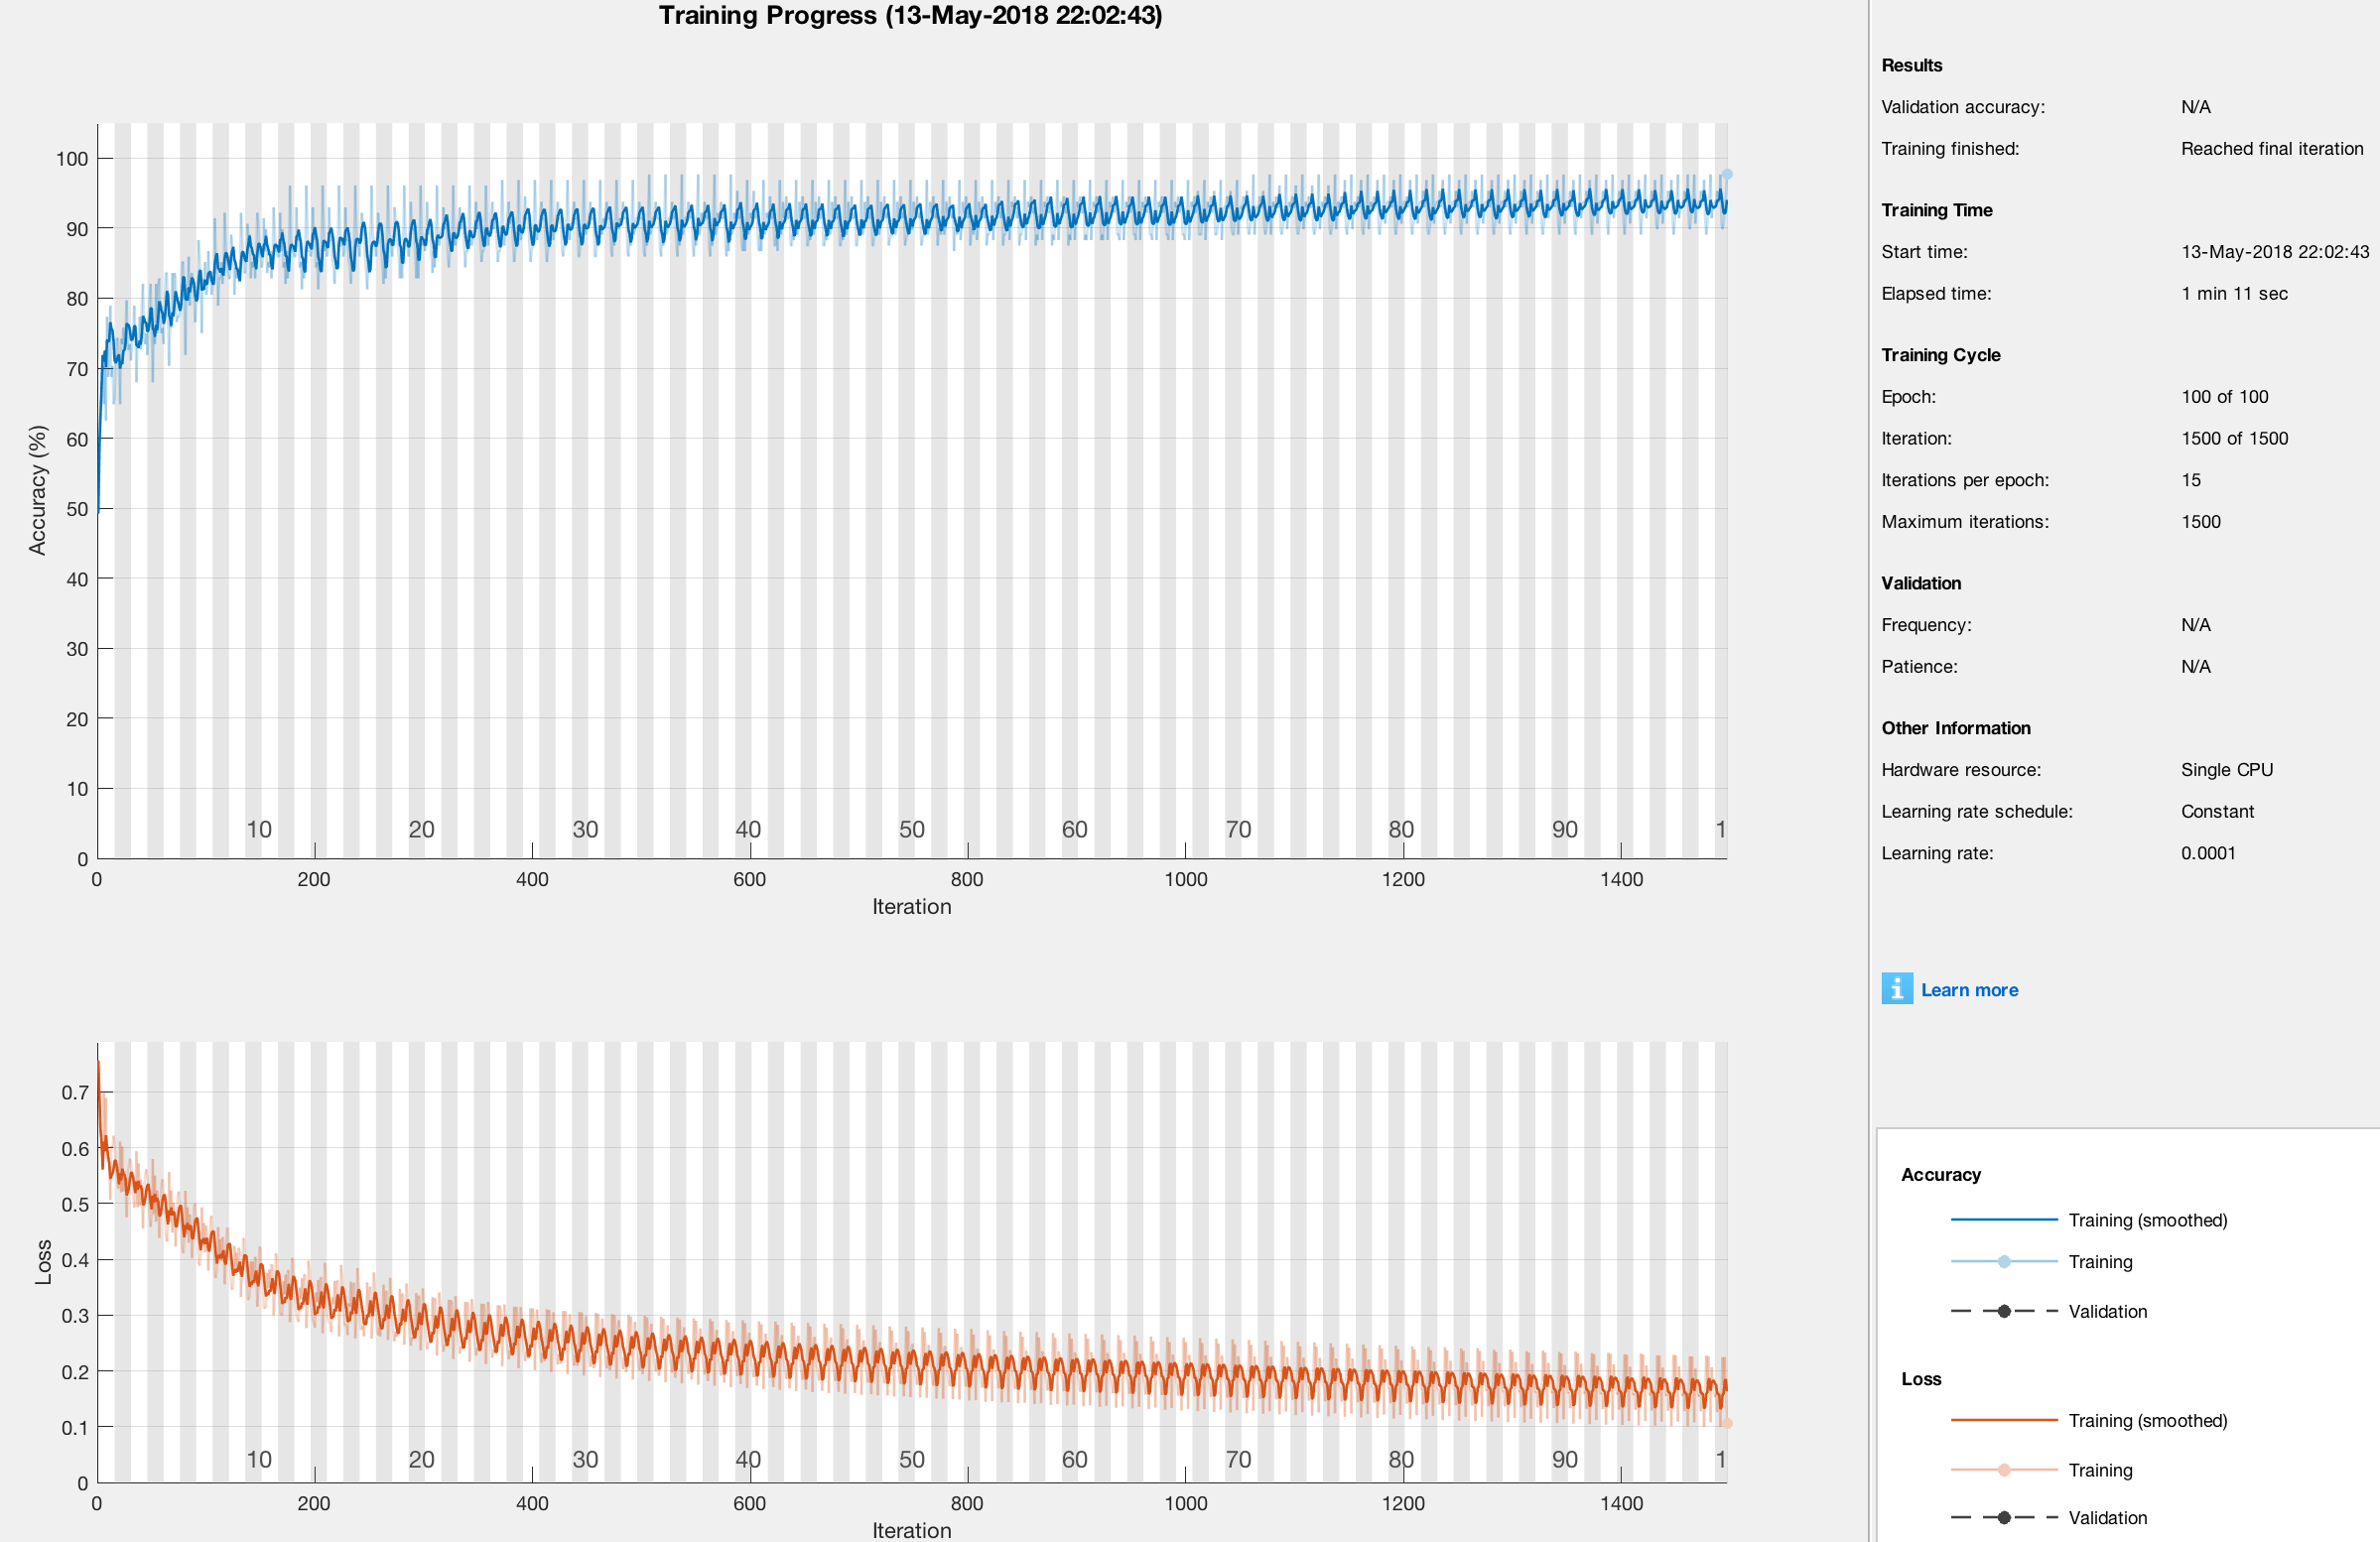 Training Progress (13-May-2018 22:02:43)
100
90
80
70
60
50
40
30
20
10
0
Accuracy (%)
10 20 30 40 50 60 70 80 90 1
0 200 400 600 800 1000 1200 1400
Iteration
0.7
0.6
0.5
0.4
0.3
0.2
0.1
0
Loss
10 20 30 40 50 60 70 80 90 1
0 200 400 600 800 1000 1200 1400
Iteration
Results
Validation accuracy: N/A
Training finished: Reached final iteration
Training Time
Start time: 13-May-2018 22:02:43
Elapsed time: 1 min 11 sec
Training Cycle
Epoch: 100 of 100
Iteration: 1500 of 1500
Iterations per epoch: 15
Maximum iterations: 1500
Validation
Frequency: N/A
Patience: N/A
Other Information
Hardware resource: Single CPU
Learning rate schedule: Constant
Learning rate: 0.0001
i Learn more
Accuracy
Training (smoothed)
Training
Validation
Loss
Training (smoothed)
Training
Validation